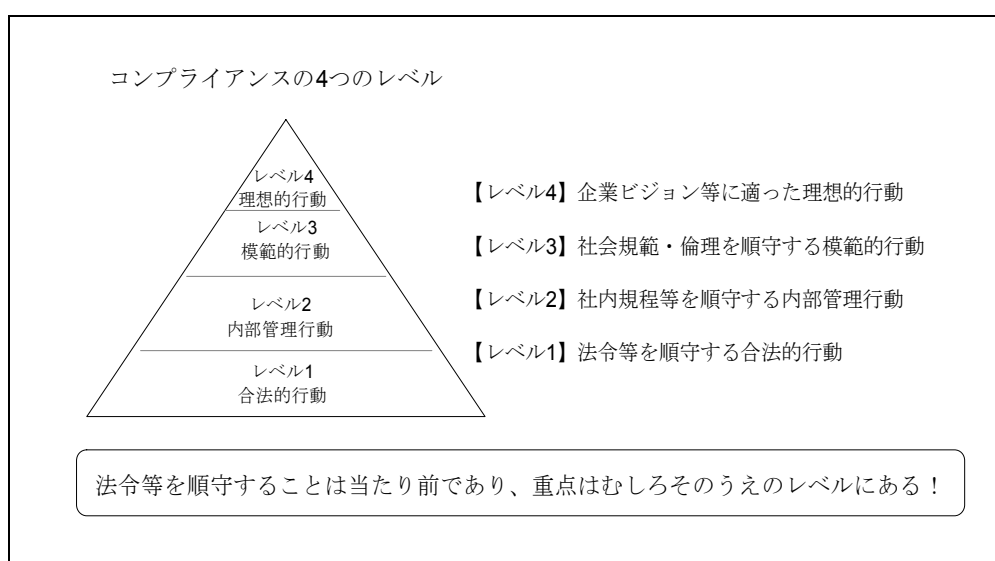 コンプライアンスの4つのレベル
レベル4
理想的行動
レベル3
模範的行動
レベル2
内部管理行動
レベル1
合法的行動
【レベル4】企業ビジョン等に適った理想的行動
【レベル3】社会規範・倫理を順守する模範的行動
【レベル2】社内規程等を順守する内部管理行動
【レベル1】法令等を順守する合法的行動
法令等を順守することは当たり前であり、重点はむしろそのうえのレベルにある！